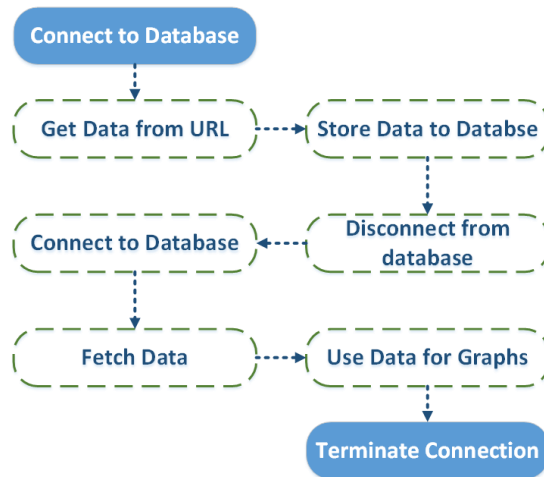 Connect to Database
Get Data from URL
Store Data to Databse
Disconnect from
database
Connect to Database
Fetch Data
Use Data for Graphs
Terminate Connection